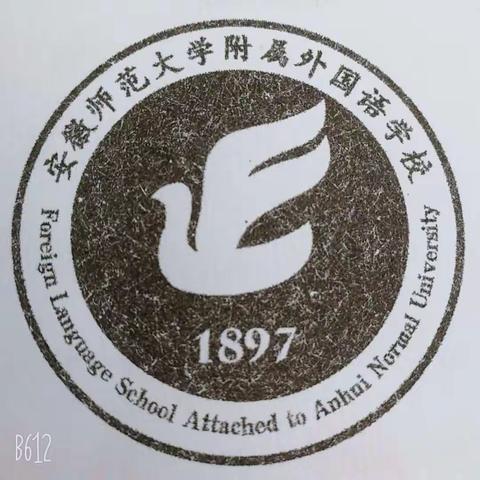 安徽师范大学附属外国语学校
1897
Foreign Language School Attached to Anhui Normal University
B612